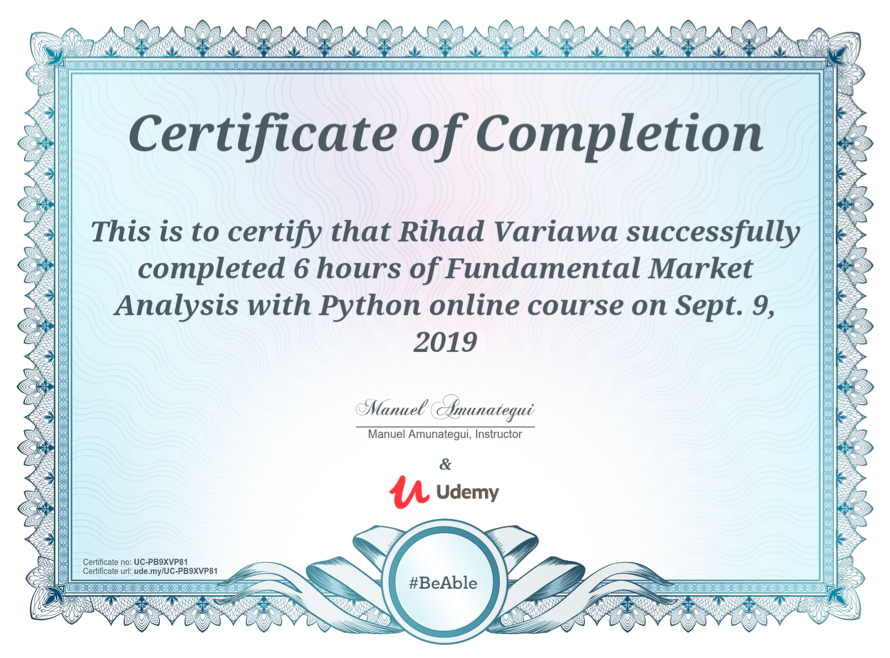 Certificate of Completion
This is to certify that Rihad Variawa successfully
completed 6 hours of Fundamental Market
Analysis with Python online course on Sept. 9,
2019
Manuel Amunategui
Manuel Amunategui, Instructor
&
Udemy
Certificate no: UC-PB9XVP81
Certificate url: ude.my/UC-PB9XVP81
#BeAble